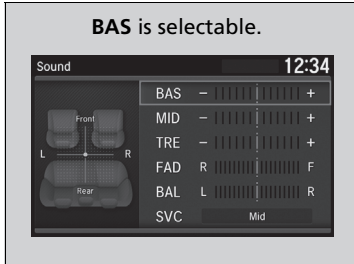 BAS is selectable.
Sound 12:34
Front
L R
Rear
BAS – +
MID – +
TRE – +
FAD R F
BAL L R
SVC Mid